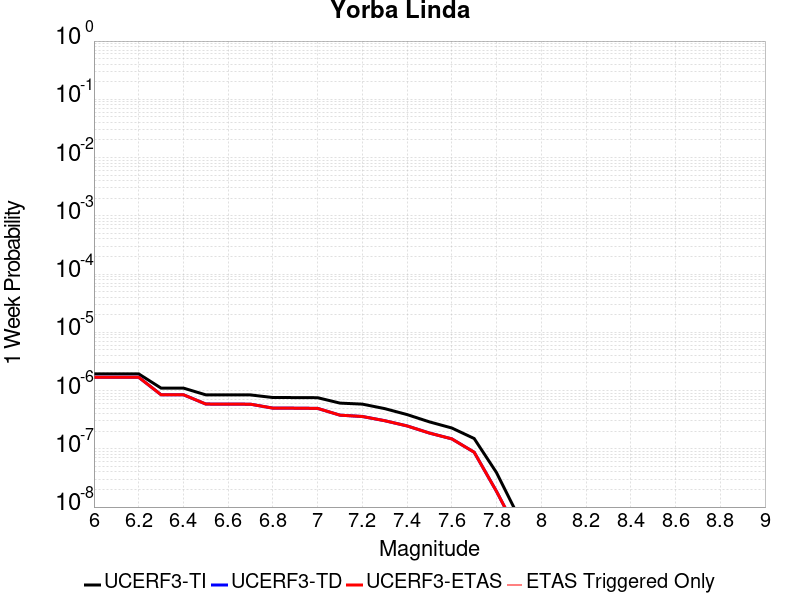 Yorba Linda
10^0
10^-1
10^-2
10^-3
10^-4
10^-5
10^-6
10^-7
10^-8
1 Week Probability
6 6.2 6.4 6.6 6.8 7 7.2 7.4 7.6 7.8 8 8.2 8.4 8.6 8.8 9
Magnitude
UCERF3-TI UCERF3-TD UCERF3-ETAS ETAS Triggered Only